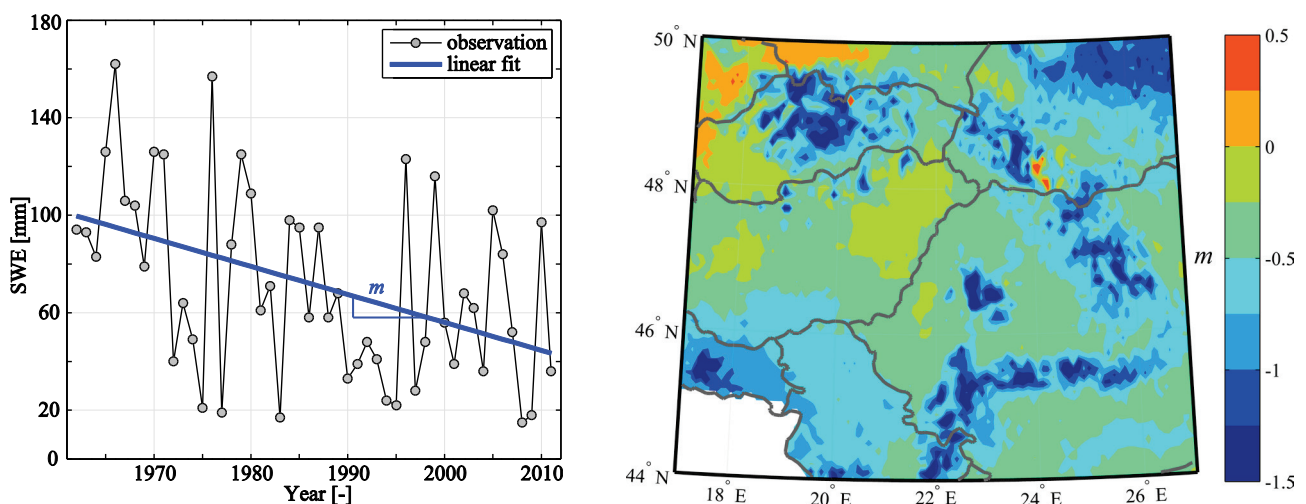 180
140
100
60
20
0
SWE [mm]
observation
linear fit
m
1970
1980
1990
2000
2010
Year [-]
50° N
48° N
46° N
44° N
18° E
20° E
22° E
24° E
26° E
0.5
0
-0.5
-1
-1.5
m